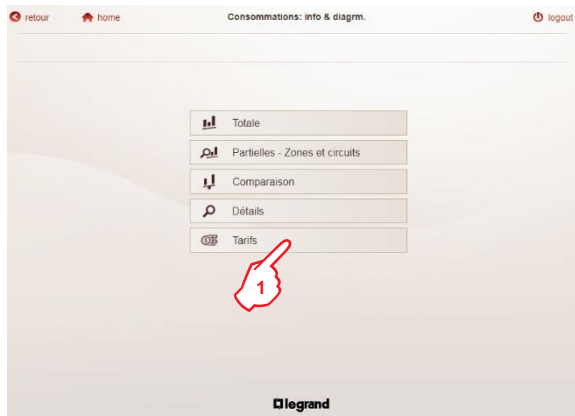 retour home Consommations: info & diagrm. logout
Totale
Partielles - Zones et circuits
Comparaison
Détails
Tarifs
1
legrand